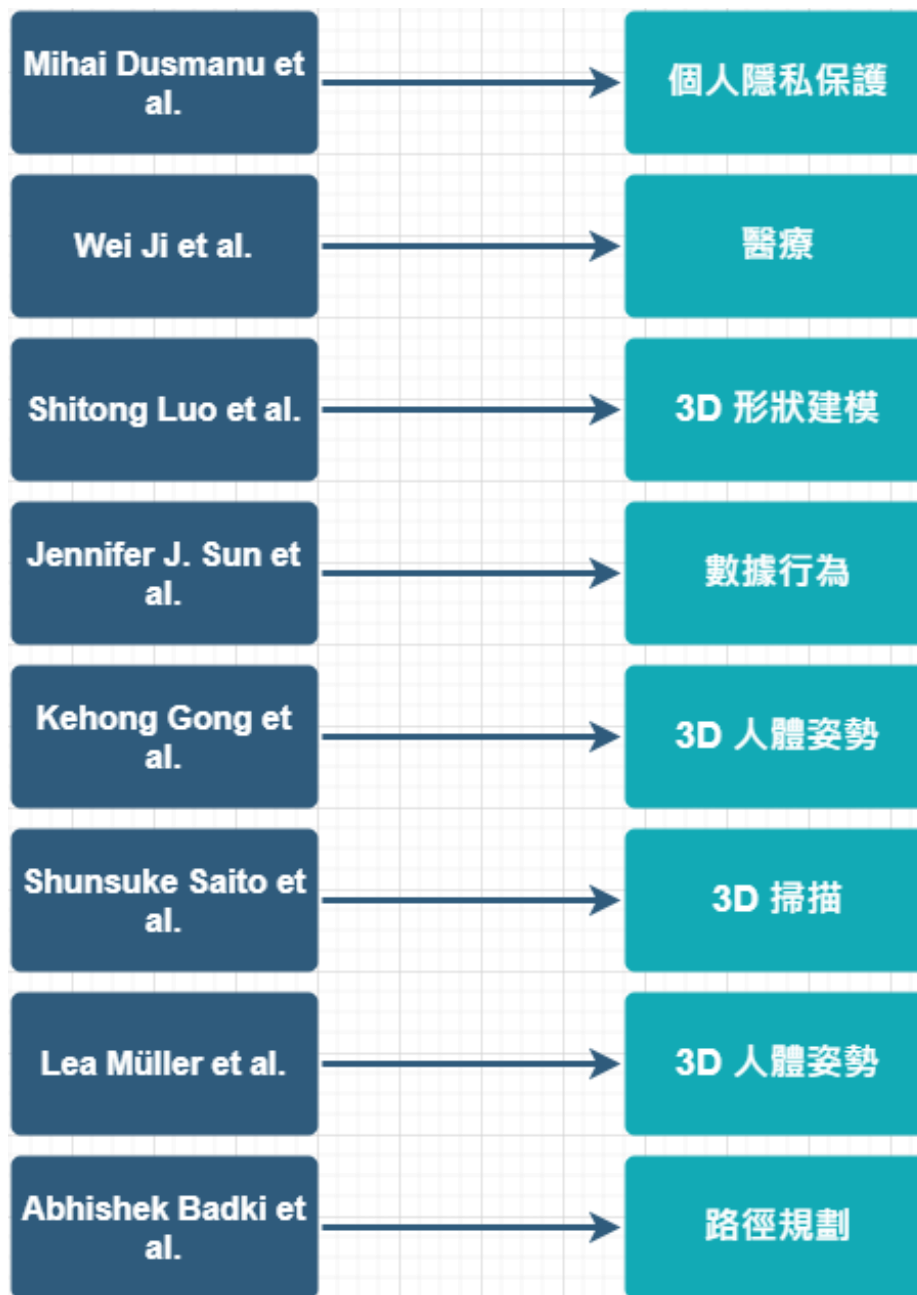 Mihai Dusmanu et
al.
個人隱私保護
Wei Ji et al.
醫療
Shitong Luo et al.
3D 形狀建模
Jennifer J. Sun et
al.
數據行為
Kehong Gong et
al.
3D 人體姿勢
Shunsuke Saito et
al.
3D 掃描
Lea Müller et al.
3D 人體姿勢
Abhishek Badki et
al.
路徑規劃